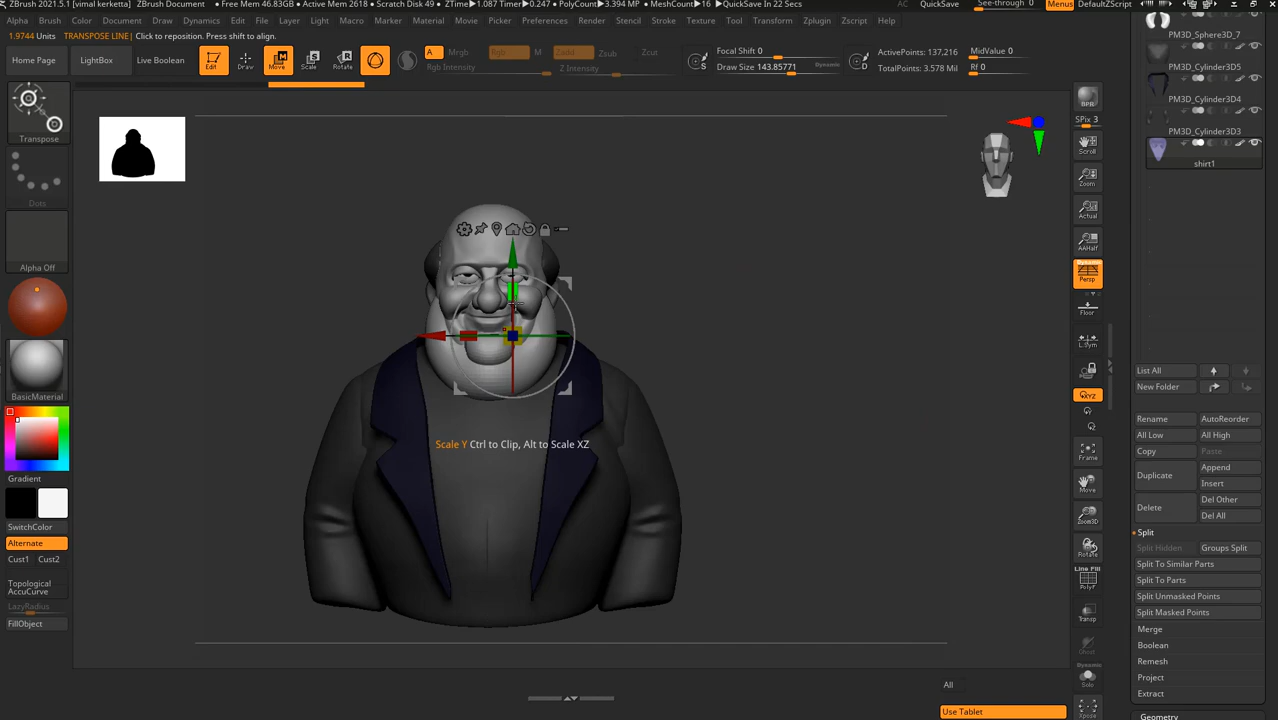 ZBrush 2021.5.1 [vimal kerketta] ZBrush Document • Free Mem 46.83GB • Active Mem 2618 • Scratch Disk 49 • ZTime▶1.087 Timer▶0.247 • PolyCount▶3.394 MP • MeshCount▶16 • QuickSave In 22 Secs AC QuickSave See-through 0 Menus DefaultZScript
Alpha Brush Color Document Draw Dynamics Edit File Layer Light Macro Marker Material Movie Picker Preferences Render Stencil Stroke Texture Tool Transform Zplugin Zscript Help
1.9744 Units TRANSPOSE LINE| Click to reposition. Press shift to align.
Home Page LightBox Live Boolean Edit Draw Move Scale Rotate A Mrgb Rgb M Zadd Zsub Zcut
Rgb Intensity Z Intensity
Focal Shift 0
Draw Size 143.85771 Dynamic
ActivePoints: 137,216
TotalPoints: 3.578 Mil
MidValue 0
Rf 0
S
D
Transpose
Dots
Alpha Off
BasicMaterial
Gradient
SwitchColor
Alternate
Cust1 Cust2
Topological
AccuCurve
LazyRadius
FillObject
Scale Y Ctrl to Clip, Alt to Scale XZ
BPR
SPix 3
Scroll
Zoom
Actual
AAHalf
Dynamic
Persp
Floor
L.Sym
XYZ
Frame
Move
Zoom3D
Rotate
Line Fill
PolyF
Transp
Ghost
Dynamic
Solo
Xpose
All
Use Tablet
PM3D_Sphere3D_7
PM3D_Cylinder3D5
PM3D_Cylinder3D4
PM3D_Cylinder3D3
shirt1
List All
New Folder
Rename AutoReorder
All Low All High
Copy Paste
Duplicate Append
Insert
Delete Del Other
Del All
Split
Split Hidden Groups Split
Split To Similar Parts
Split To Parts
Split Unmasked Points
Split Masked Points
Merge
Boolean
Remesh
Project
Extract
Geometry